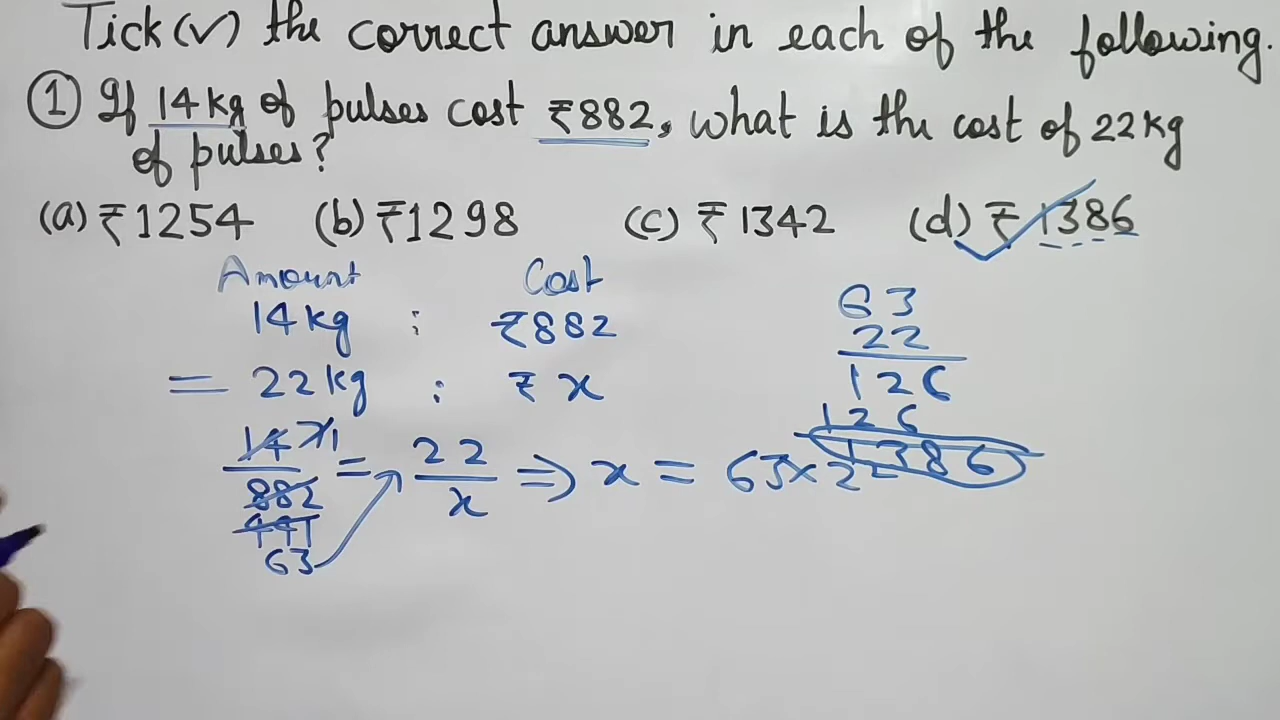 Tick (✓) the correct answer in each of the following.
① If 14 kg of pulses cost ₹882, what is the cost of 22 kg
of pulses?
(a) ₹1254 (b) ₹1298 (c) ₹1342 (d) ₹1386
Amount Cost
14 kg : ₹882
= 22 kg : ₹ x
14 7 1
882
441
63
= 22
x
⇒ x = 63×22
63
22
126
126
1386